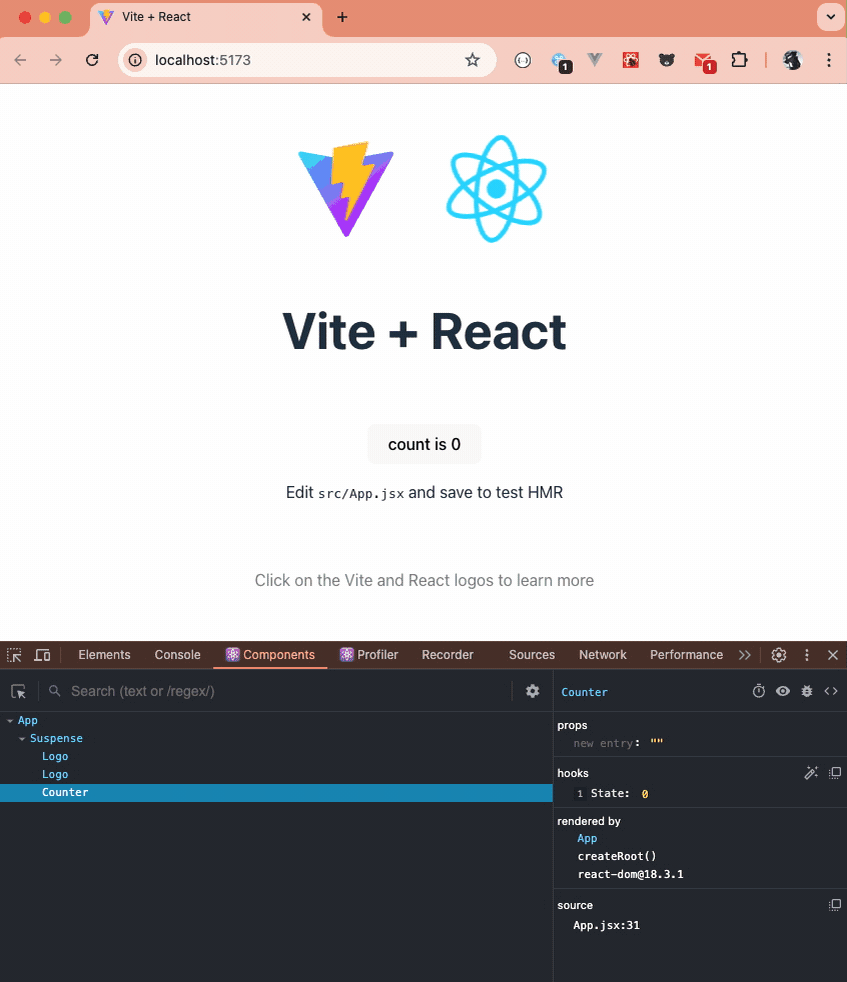 Vite + React
localhost:5173
1
1
Vite + React
count is 0
Edit src/App.jsx and save to test HMR
Click on the Vite and React logos to learn more
Elements Console Components Profiler Recorder Sources Network Performance
Search (text or /regex/)
Counter
App
Suspense
Logo
Logo
Counter
props
new entry: ""
hooks
1 State: 0
rendered by
App
createRoot()
react-dom@18.3.1
source
App.jsx:31